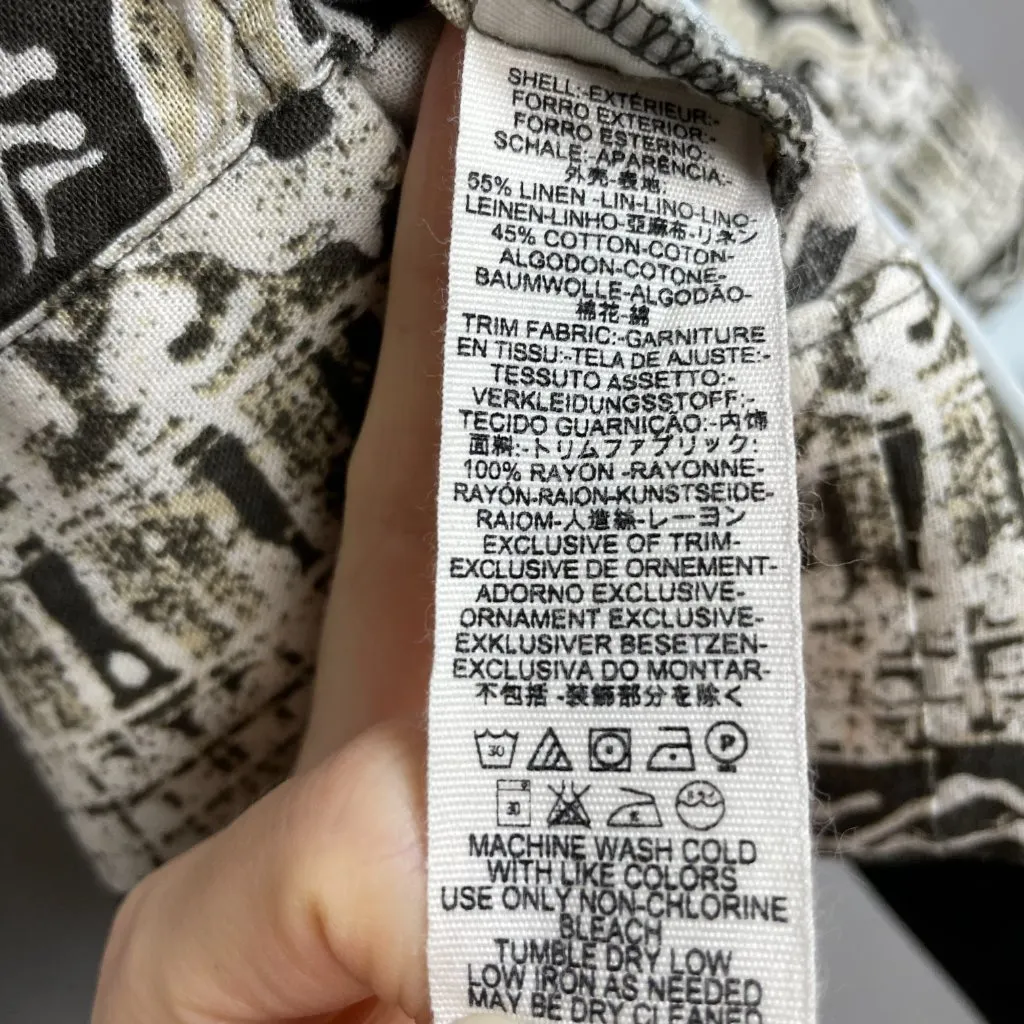 SHELL:-EXTÉRIEUR:-
FORRO EXTERIOR:-
FORRO ESTERNO:-
SCHALE:-APARÊNCIA:-
外壳-表地:
55% LINEN -LIN-LINO-LINO-
LEINEN-LINHO-亞麻布-リネン
45% COTTON-COTON-
ALGODON-COTONE-
BAUMWOLLE-ALGODÃO-
棉花-綿
TRIM FABRIC:-GARNITURE
EN TISSU:-TELA DE AJUSTE:-
TESSUTO ASSETTO:-
VERKLEIDUNGSSTOFF:-
TECIDO GUARNIÇÃO:-内饰
面料:-トリムファブリック:
100% RAYON -RAYONNE-
RAYÓN-RAION-KUNSTSEIDE-
RAIOM-人造絲-レーヨン
EXCLUSIVE OF TRIM-
EXCLUSIVE DE ORNEMENT-
ADORNO EXCLUSIVE-
ORNAMENT EXCLUSIVE-
EXKLUSIVER BESETZEN-
EXCLUSIVA DO MONTAR-
不包括 -装飾部分を除く
30 P
30
MACHINE WASH COLD
WITH LIKE COLORS
USE ONLY NON-CHLORINE
BLEACH
TUMBLE DRY LOW
LOW IRON AS NEEDED
MAY BE DRY CLEANED